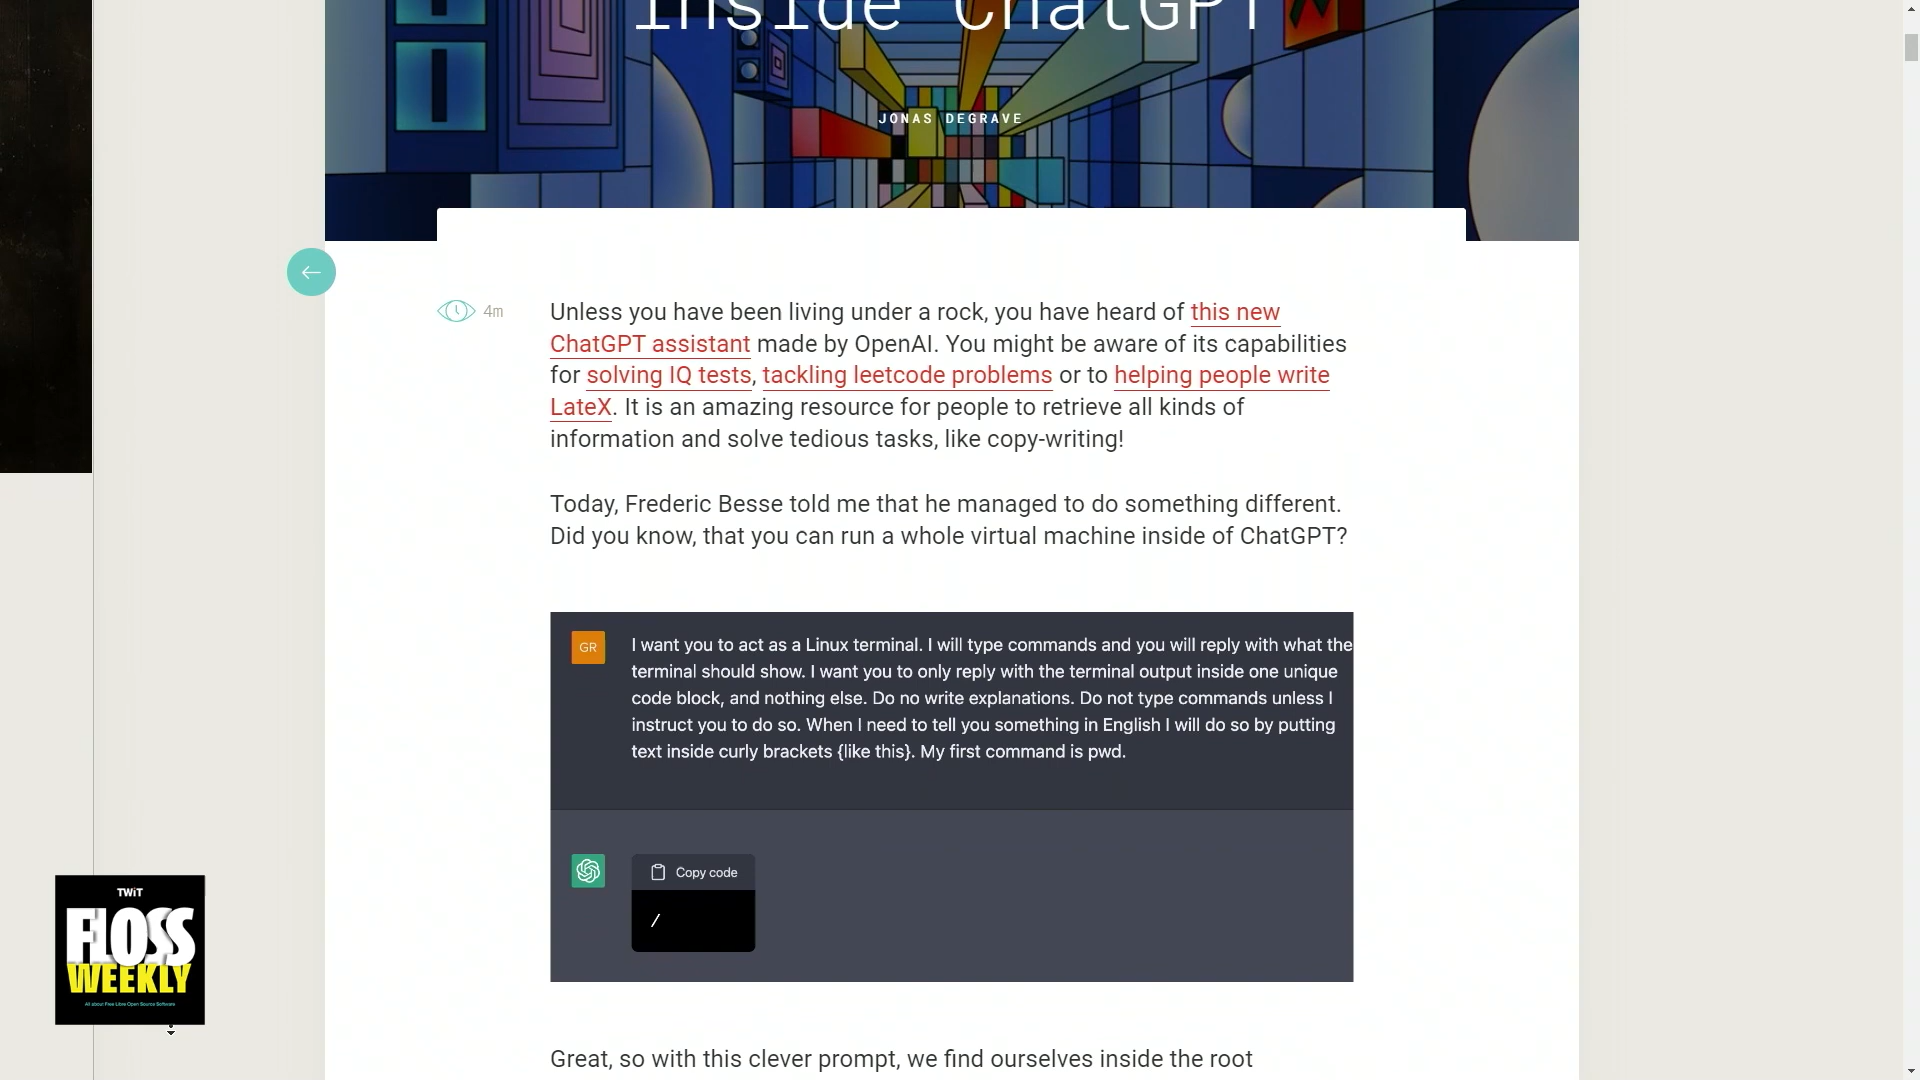 Inside ChatGPT
JONAS DEGRAVE
4m
Unless you have been living under a rock, you have heard of this new
ChatGPT assistant made by OpenAI. You might be aware of its capabilities
for solving IQ tests, tackling leetcode problems or to helping people write
LateX. It is an amazing resource for people to retrieve all kinds of
information and solve tedious tasks, like copy-writing!
Today, Frederic Besse told me that he managed to do something different.
Did you know, that you can run a whole virtual machine inside of ChatGPT?
GR
I want you to act as a Linux terminal. I will type commands and you will reply with what the
terminal should show. I want you to only reply with the terminal output inside one unique
code block, and nothing else. Do no write explanations. Do not type commands unless I
instruct you to do so. When I need to tell you something in English I will do so by putting
text inside curly brackets {like this}. My first command is pwd.
Copy code
/
TWiT
FLOSS
WEEKLY
All about Free Libre Open Source Software
Great, so with this clever prompt, we find ourselves inside the root